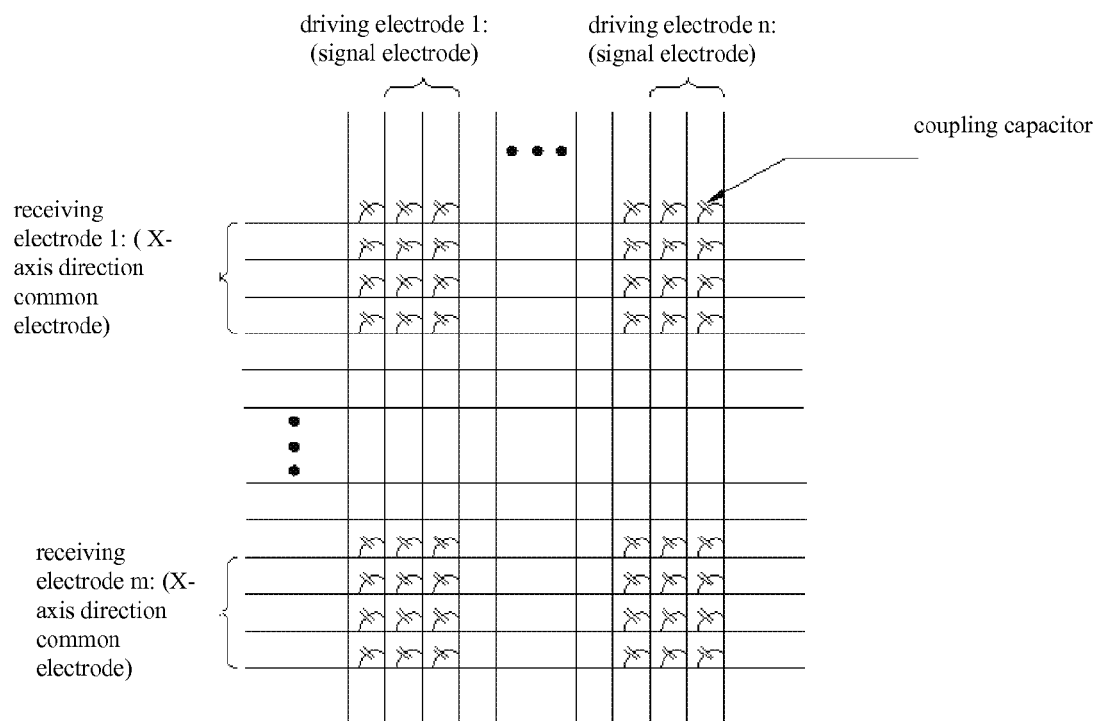 driving electrode 1:
(signal electrode)
driving electrode n:
(signal electrode)
coupling capacitor
receiving
electrode 1: ( X-
axis direction
common
electrode)
receiving
electrode m: (X-
axis direction
common
electrode)